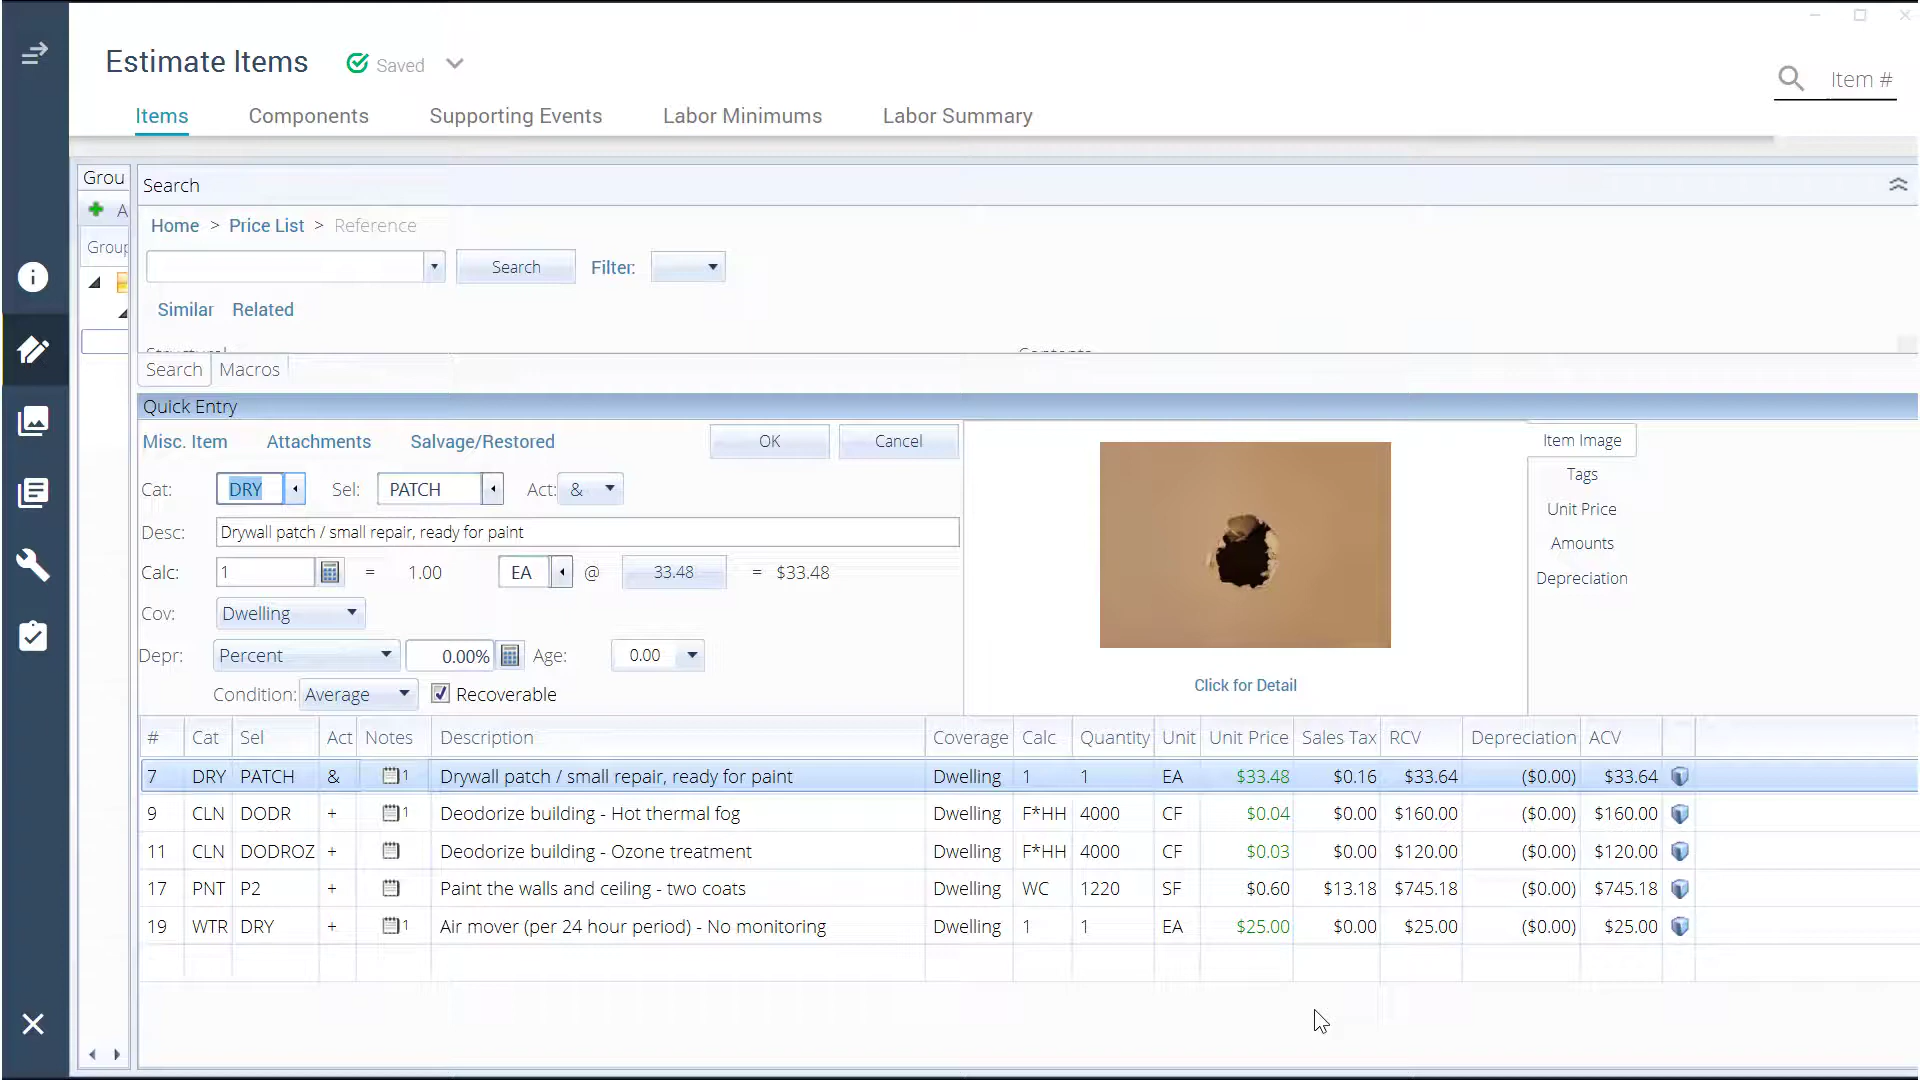 Estimate Items Saved
Item #
Items Components Supporting Events Labor Minimums Labor Summary
Grou
Search
A
Home > Price List > Reference
Group
Search Filter:
Similar Related
Structural Contents
Search Macros
Quick Entry
Misc. Item Attachments Salvage/Restored OK Cancel
Item Image
Tags
Unit Price
Amounts
Depreciation
Cat: DRY Sel: PATCH Act: &
Desc: Drywall patch / small repair, ready for paint
Calc: 1 = 1.00 EA @ 33.48 = $33.48
Cov: Dwelling
Depr: Percent 0.00% Age: 0.00
Click for Detail
Condition: Average Recoverable
# Cat Sel Act Notes Description Coverage Calc Quantity Unit Unit Price Sales Tax RCV Depreciation ACV
7 DRY PATCH & 1 Drywall patch / small repair, ready for paint Dwelling 1 1 EA $33.48 $0.16 $33.64 ($0.00) $33.64
9 CLN DODR + 1 Deodorize building - Hot thermal fog Dwelling F*HH 4000 CF $0.04 $0.00 $160.00 ($0.00) $160.00
11 CLN DODROZ + Deodorize building - Ozone treatment Dwelling F*HH 4000 CF $0.03 $0.00 $120.00 ($0.00) $120.00
17 PNT P2 + Paint the walls and ceiling - two coats Dwelling WC 1220 SF $0.60 $13.18 $745.18 ($0.00) $745.18
19 WTR DRY + 1 Air mover (per 24 hour period) - No monitoring Dwelling 1 1 EA $25.00 $0.00 $25.00 ($0.00) $25.00